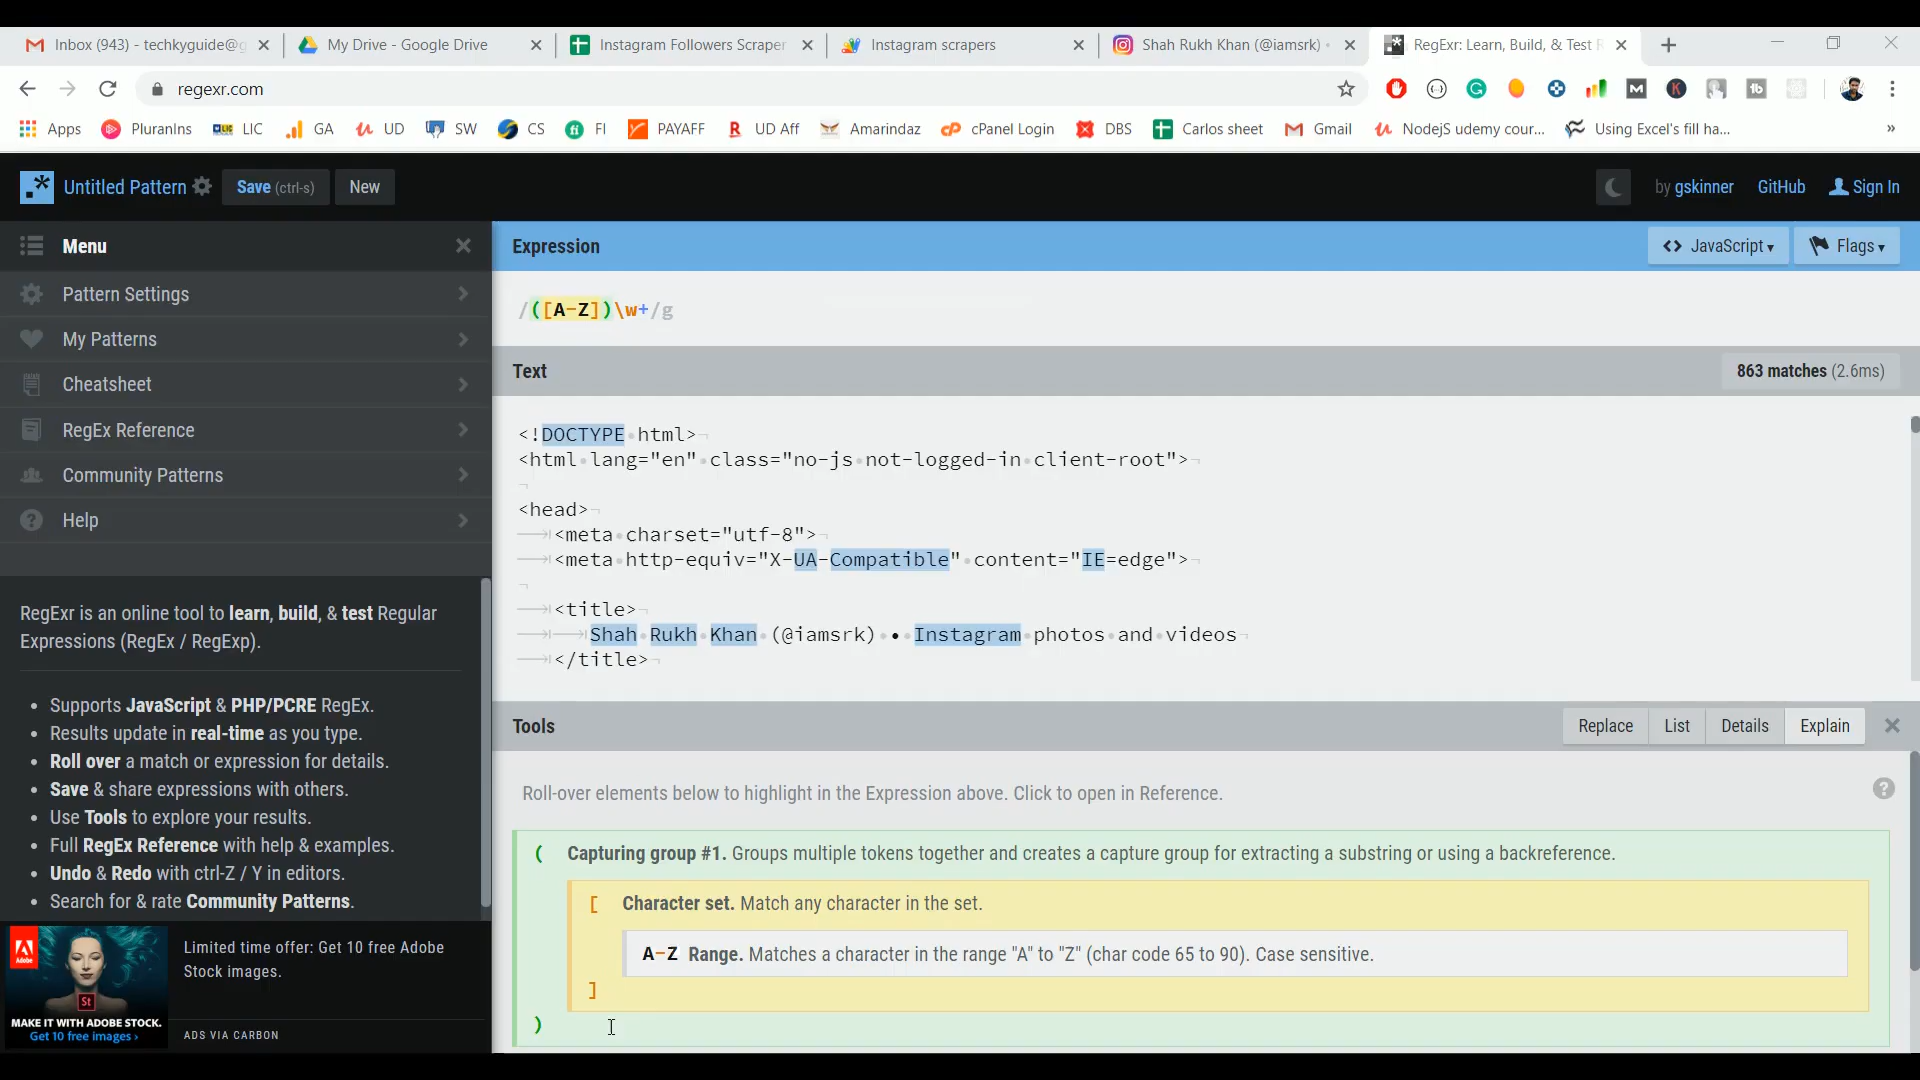 Inbox (943) - techkyguide@g
My Drive - Google Drive
Instagram Followers Scraper
Instagram scrapers
Shah Rukh Khan (@iamsrk) •
RegExr: Learn, Build, & Test R
regexr.com
Apps
PluranIns
LIC
GA
UD
SW
CS
FI
PAYAFF
UD Aff
Amarindaz
cPanel Login
DBS
Carlos sheet
Gmail
NodejS udemy cour...
Using Excel's fill ha...
»
Untitled Pattern
Save (ctrl-s)
New
by gskinner
GitHub
Sign In
Menu
Pattern Settings
My Patterns
Cheatsheet
RegEx Reference
Community Patterns
Help
RegExr is an online tool to learn, build, & test Regular
Expressions (RegEx / RegExp).
• Supports JavaScript & PHP/PCRE RegEx.
• Results update in real-time as you type.
• Roll over a match or expression for details.
• Save & share expressions with others.
• Use Tools to explore your results.
• Full RegEx Reference with help & examples.
• Undo & Redo with ctrl-Z / Y in editors.
• Search for & rate Community Patterns.
St
MAKE IT WITH ADOBE STOCK.
Get 10 free images ›
Limited time offer: Get 10 free Adobe
Stock images.
ADS VIA CARBON
Expression
<> JavaScript ▾
Flags ▾
/([A-Z])\w+/g
Text
863 matches (2.6ms)
<!DOCTYPE html>
<html lang="en" class="no-js not-logged-in client-root">
<head>
<meta charset="utf-8">
<meta http-equiv="X-UA-Compatible" content="IE=edge">
<title>
Shah Rukh Khan (@iamsrk) • Instagram photos and videos
</title>
Tools
Replace
List
Details
Explain
Roll-over elements below to highlight in the Expression above. Click to open in Reference.
( Capturing group #1. Groups multiple tokens together and creates a capture group for extracting a substring or using a backreference.
[ Character set. Match any character in the set.
A-Z Range. Matches a character in the range "A" to "Z" (char code 65 to 90). Case sensitive.
]
)